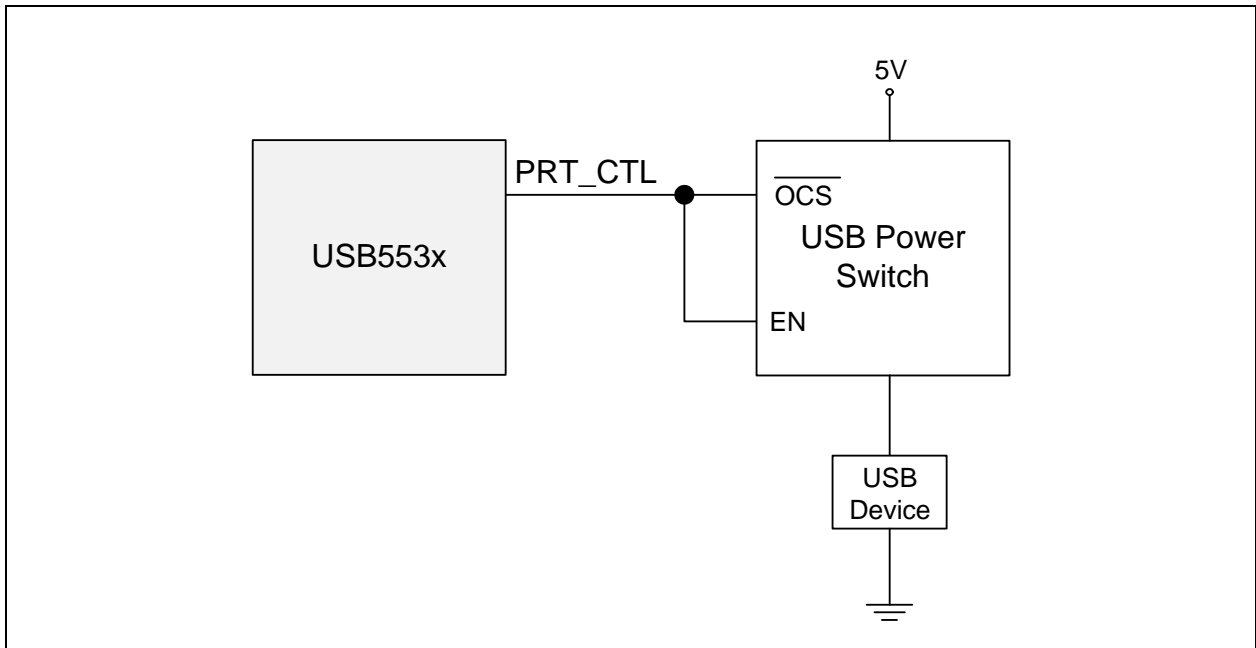 5V
PRT_CTL
OCS
USB553x
USB Power
Switch
EN
USB
Device